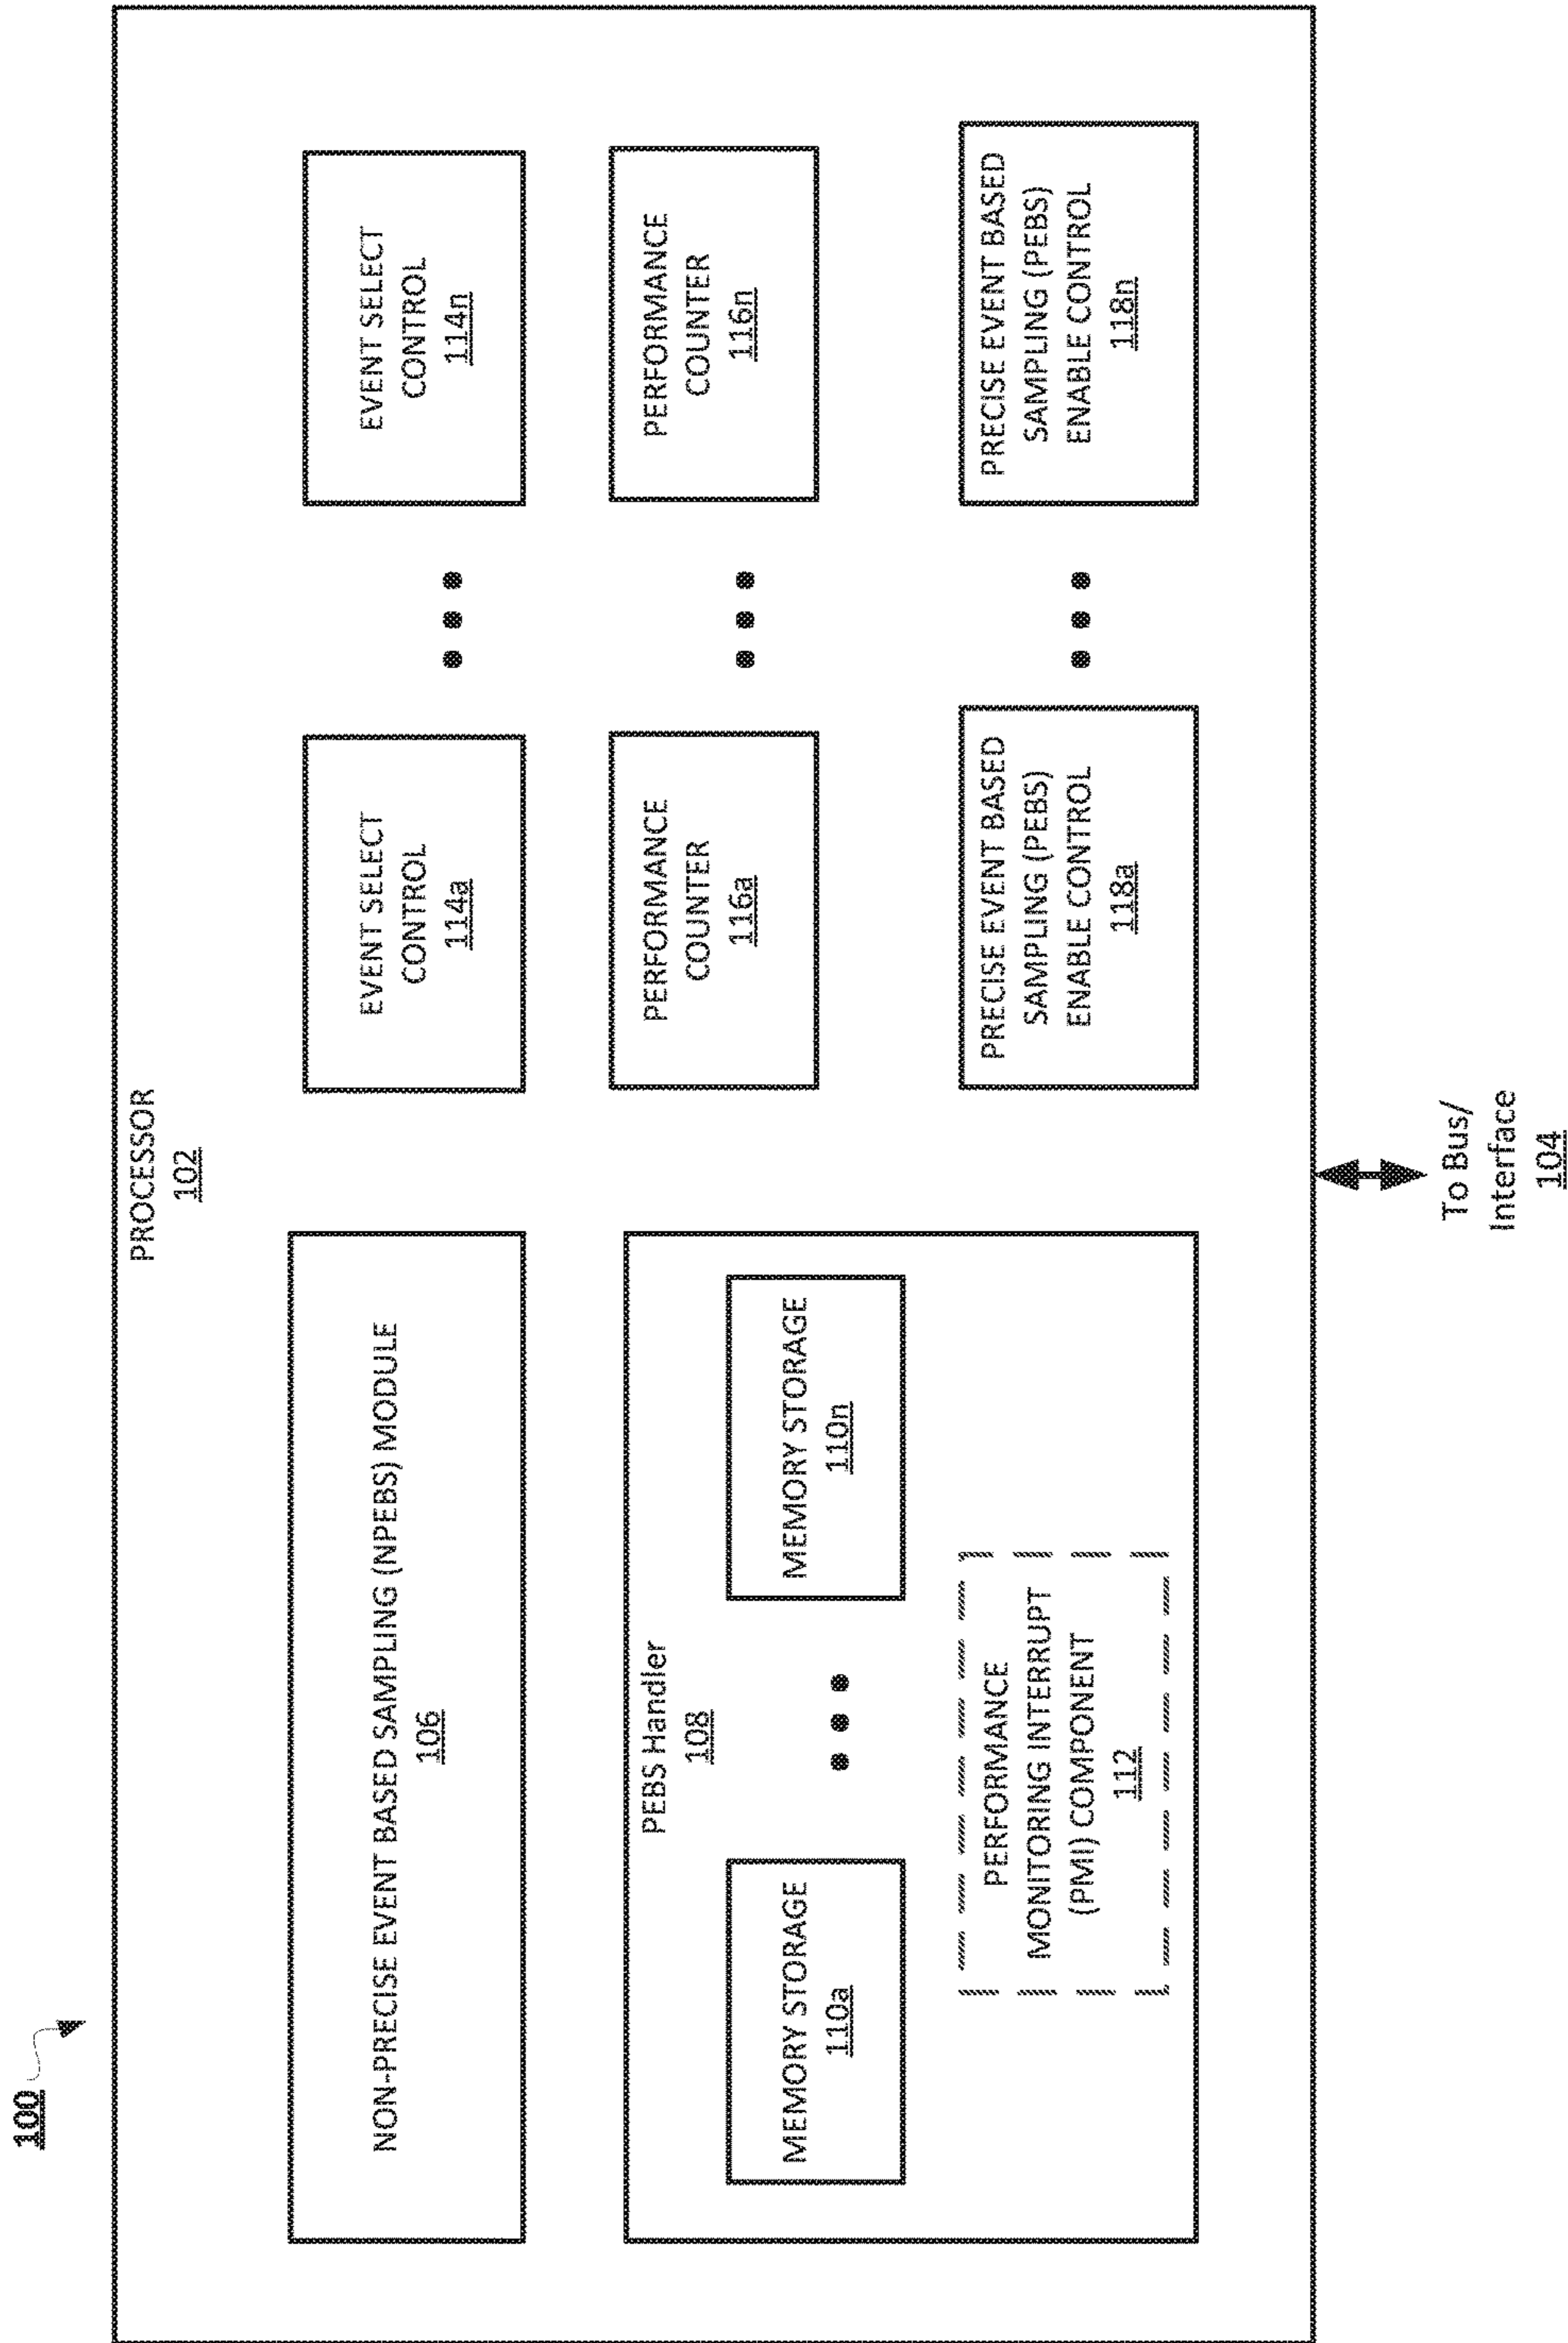 100
PROCESSOR
102
NON-PRECISE EVENT BASED SAMPLING (NPEBS) MODULE
106
PEBS Handler
108
MEMORY STORAGE
110a
MEMORY STORAGE
110n
PERFORMANCE
MONITORING INTERRUPT
(PMI) COMPONENT
112
EVENT SELECT
CONTROL
114a
EVENT SELECT
CONTROL
114n
PERFORMANCE
COUNTER
116a
PERFORMANCE
COUNTER
116n
PRECISE EVENT BASED
SAMPLING (PEBS)
ENABLE CONTROL
118a
PRECISE EVENT BASED
SAMPLING (PEBS)
ENABLE CONTROL
118n
To Bus/
Interface
104